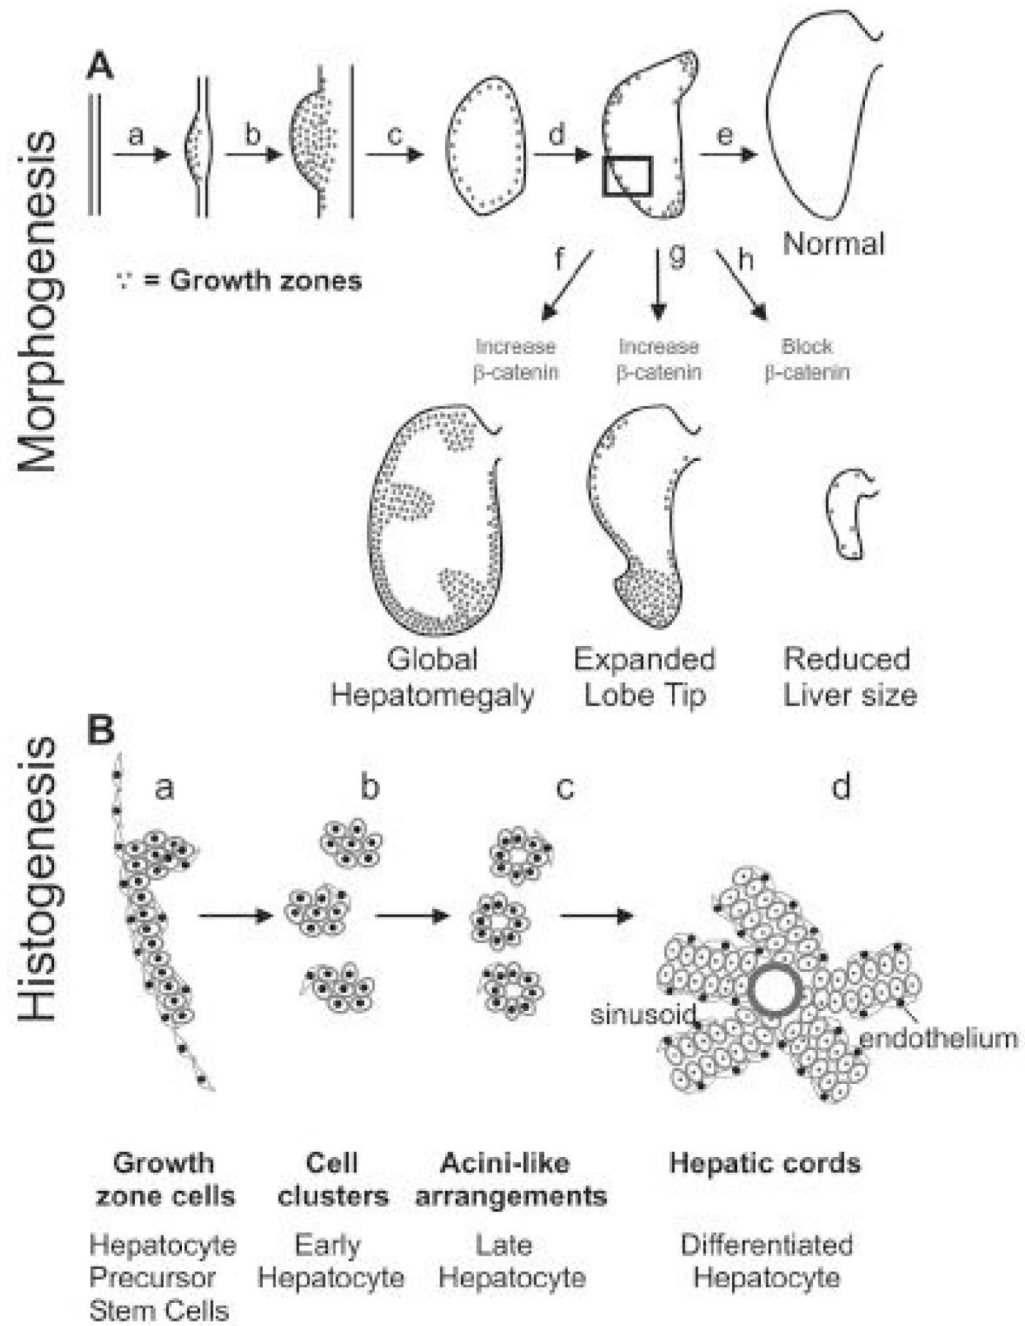 A
Morphogenesis
a
b
c
d
e
Normal
= Growth zones
f
g
h
Increase
β-catenin
Increase
β-catenin
Block
β-catenin
Global
Hepatomegaly
Expanded
Lobe Tip
Reduced
Liver size
B
Histogenesis
a
b
c
d
sinusoid
endothelium
Growth
zone cells
Cell
clusters
Acini-like
arrangements
Hepatic cords
Hepatocyte
Precursor
Stem Cells
Early
Hepatocyte
Late
Hepatocyte
Differentiated
Hepatocyte